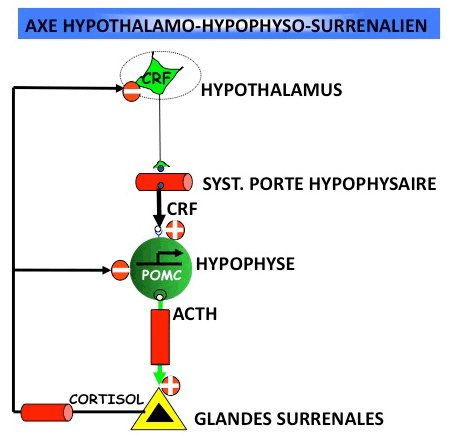 AXE HYPOTHALAMO-HYPOPHYSO-SURRENALIEN
CRF
HYPOTHALAMUS
SYST. PORTE HYPOPHYSAIRE
CRF
HYPOPHYSE
POMC
ACTH
CORTISOL
GLANDES SURRENALES